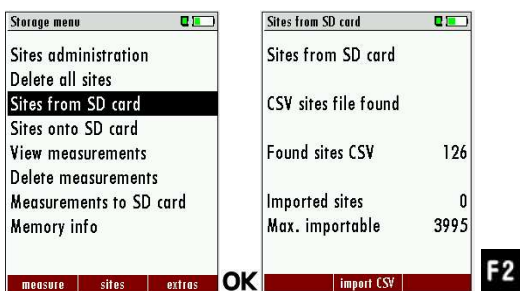 Storage menu
Sites administration
Delete all sites
Sites from SD card
Sites onto SD card
View measurements
Delete measurements
Measurements to SD card
Memory info
measure sites extras
OK
Sites from SD card
Sites from SD card
CSV sites file found
Found sites CSV 126
Imported sites 0
Max. importable 3995
import CSV
F2